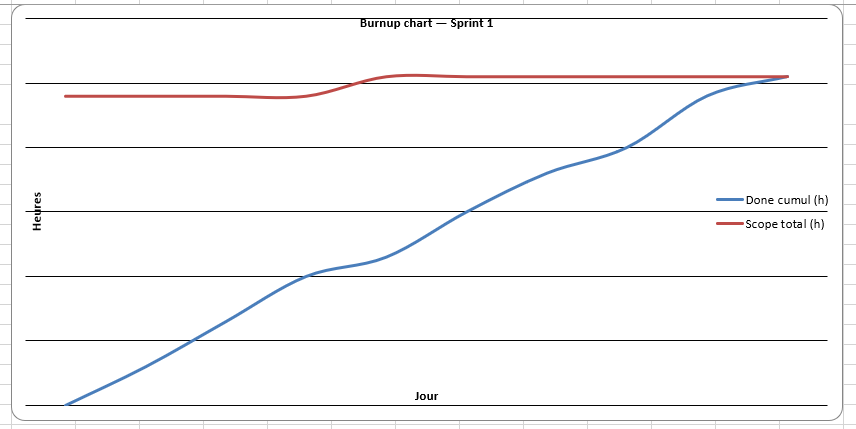 Burnup chart — Sprint 1
Heures
Done cumul (h)
Scope total (h)
Jour